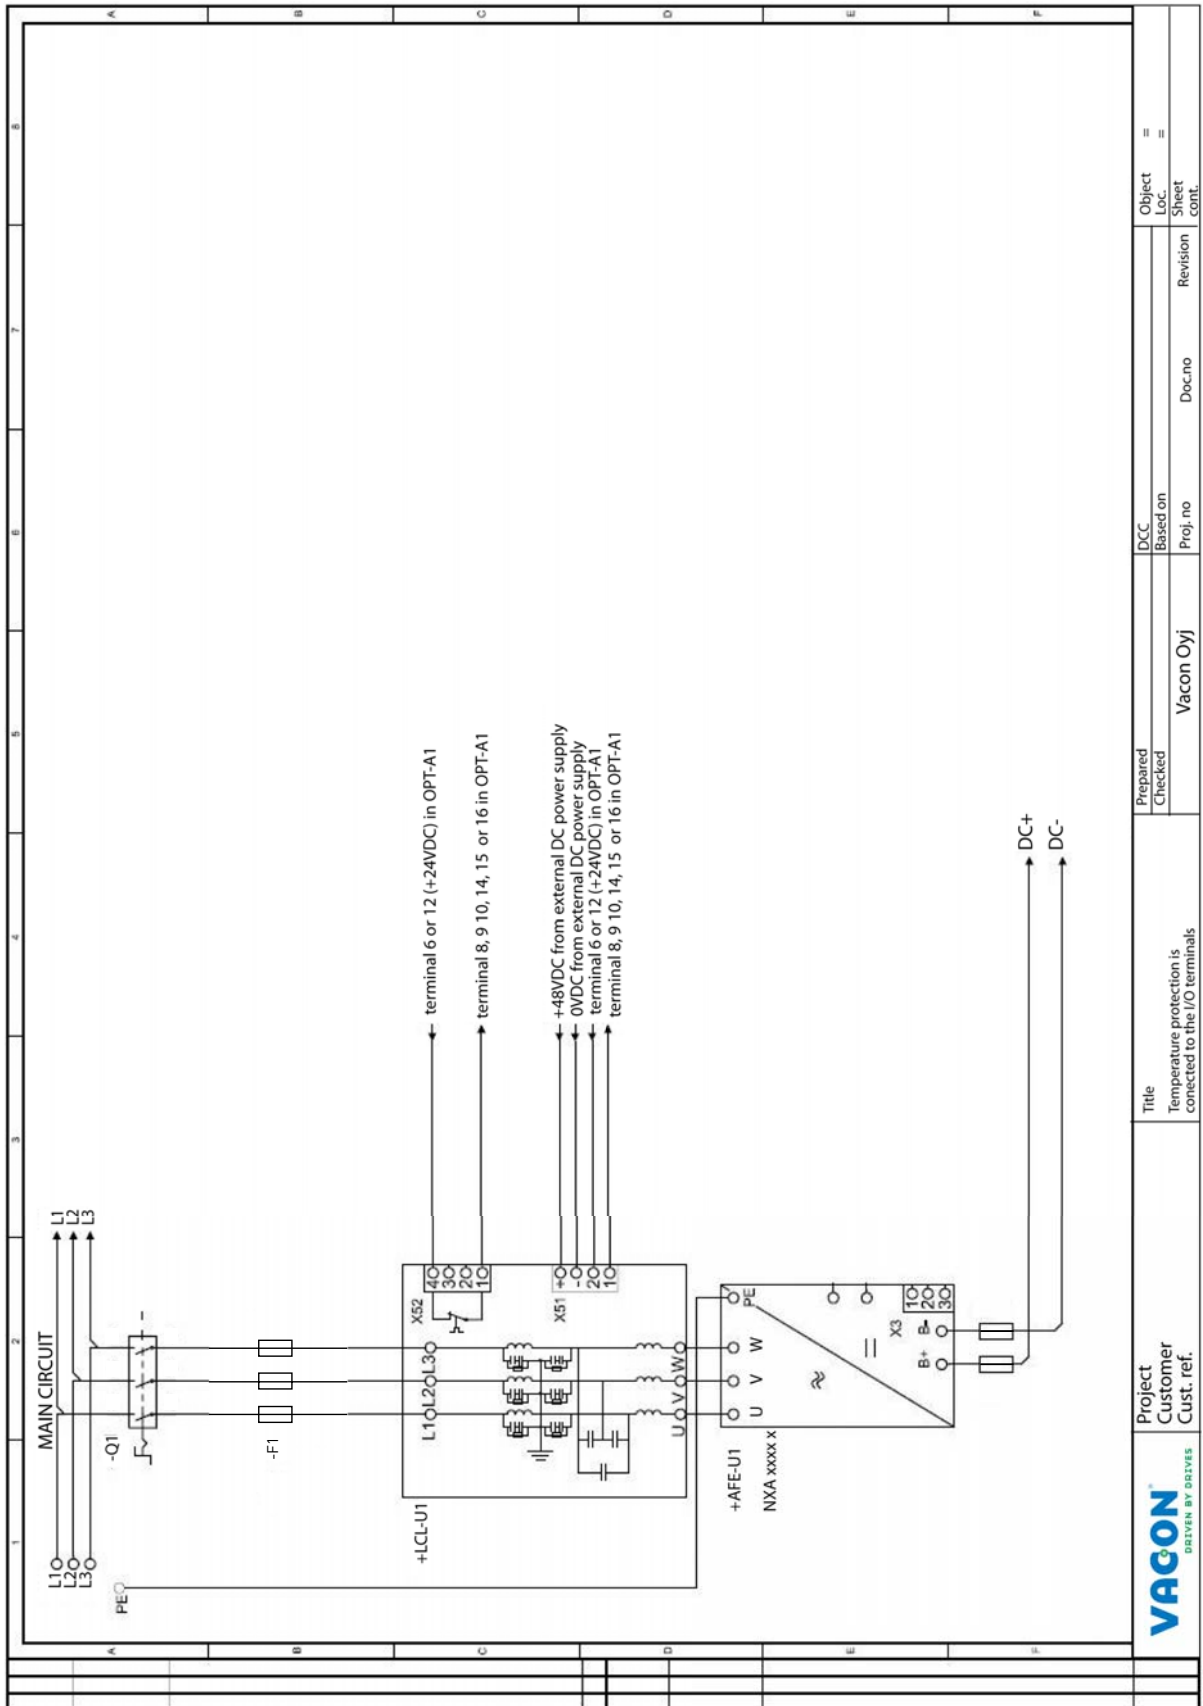 1 2 3 4 5 6 7 8
A B C D E F
MAIN CIRCUIT
L1
L2
L3
L1
L2
L3
PE
-Q1
-F1
+LCL-U1
L1 L2 L3
X52
4
3
2
1
terminal 6 or 12 (+24VDC) in OPT-A1
terminal 8, 9 10, 14, 15 or 16 in OPT-A1
X51
+
-
2
1
+48VDC from external DC power supply
0VDC from external DC power supply
terminal 6 or 12 (+24VDC) in OPT-A1
terminal 8, 9 10, 14, 15 or 16 in OPT-A1
U V W
+AFE-U1
NXA xxxx x
U V W PE
≈
=
X3
1
2
3
B+ B-
DC+
DC-
A B C D E F
VACON
DRIVEN BY DRIVES
Project
Customer
Cust. ref.
Title
Temperature protection is
conected to the I/O terminals
Prepared
Checked
Vacon Oyj
DCC
Based on
Proj. no
Doc.no
Revision
Object =
Loc. =
Sheet
cont.